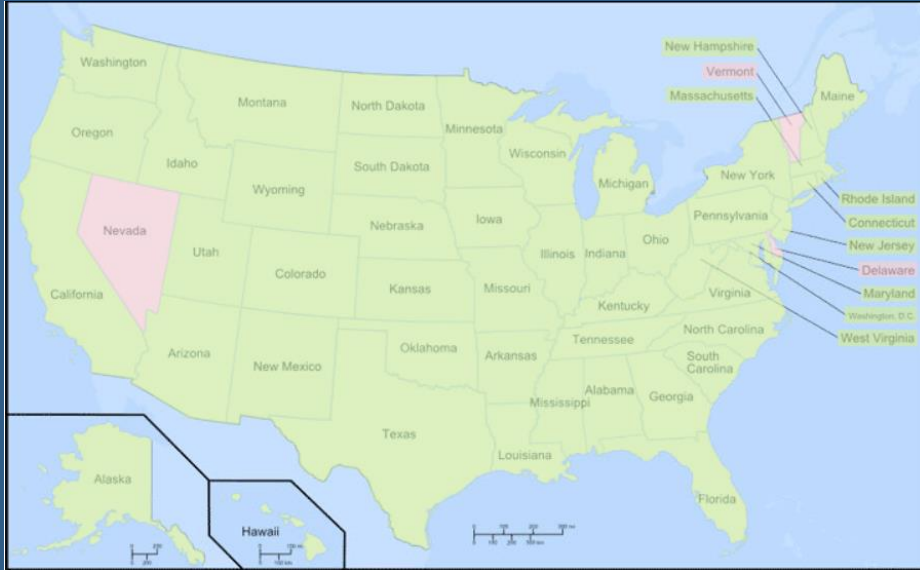 New Hampshire
Washington
Vermont
Massachusetts
Maine
Montana
North Dakota
Minnesota
Oregon
Wisconsin
Idaho
South Dakota
Michigan
New York
Wyoming
Rhode Island
Pennsylvania
Connecticut
Iowa
Nebraska
Nevada
Ohio
New Jersey
Utah
Illinois
Indiana
Delaware
Colorado
Kansas
Missouri
Virginia
Maryland
California
Kentucky
Washington, D.C.
North Carolina
West Virginia
Tennessee
Oklahoma
Arizona
Arkansas
South
Carolina
New Mexico
Alabama
Georgia
Mississippi
Texas
Louisiana
Alaska
Florida
Hawaii